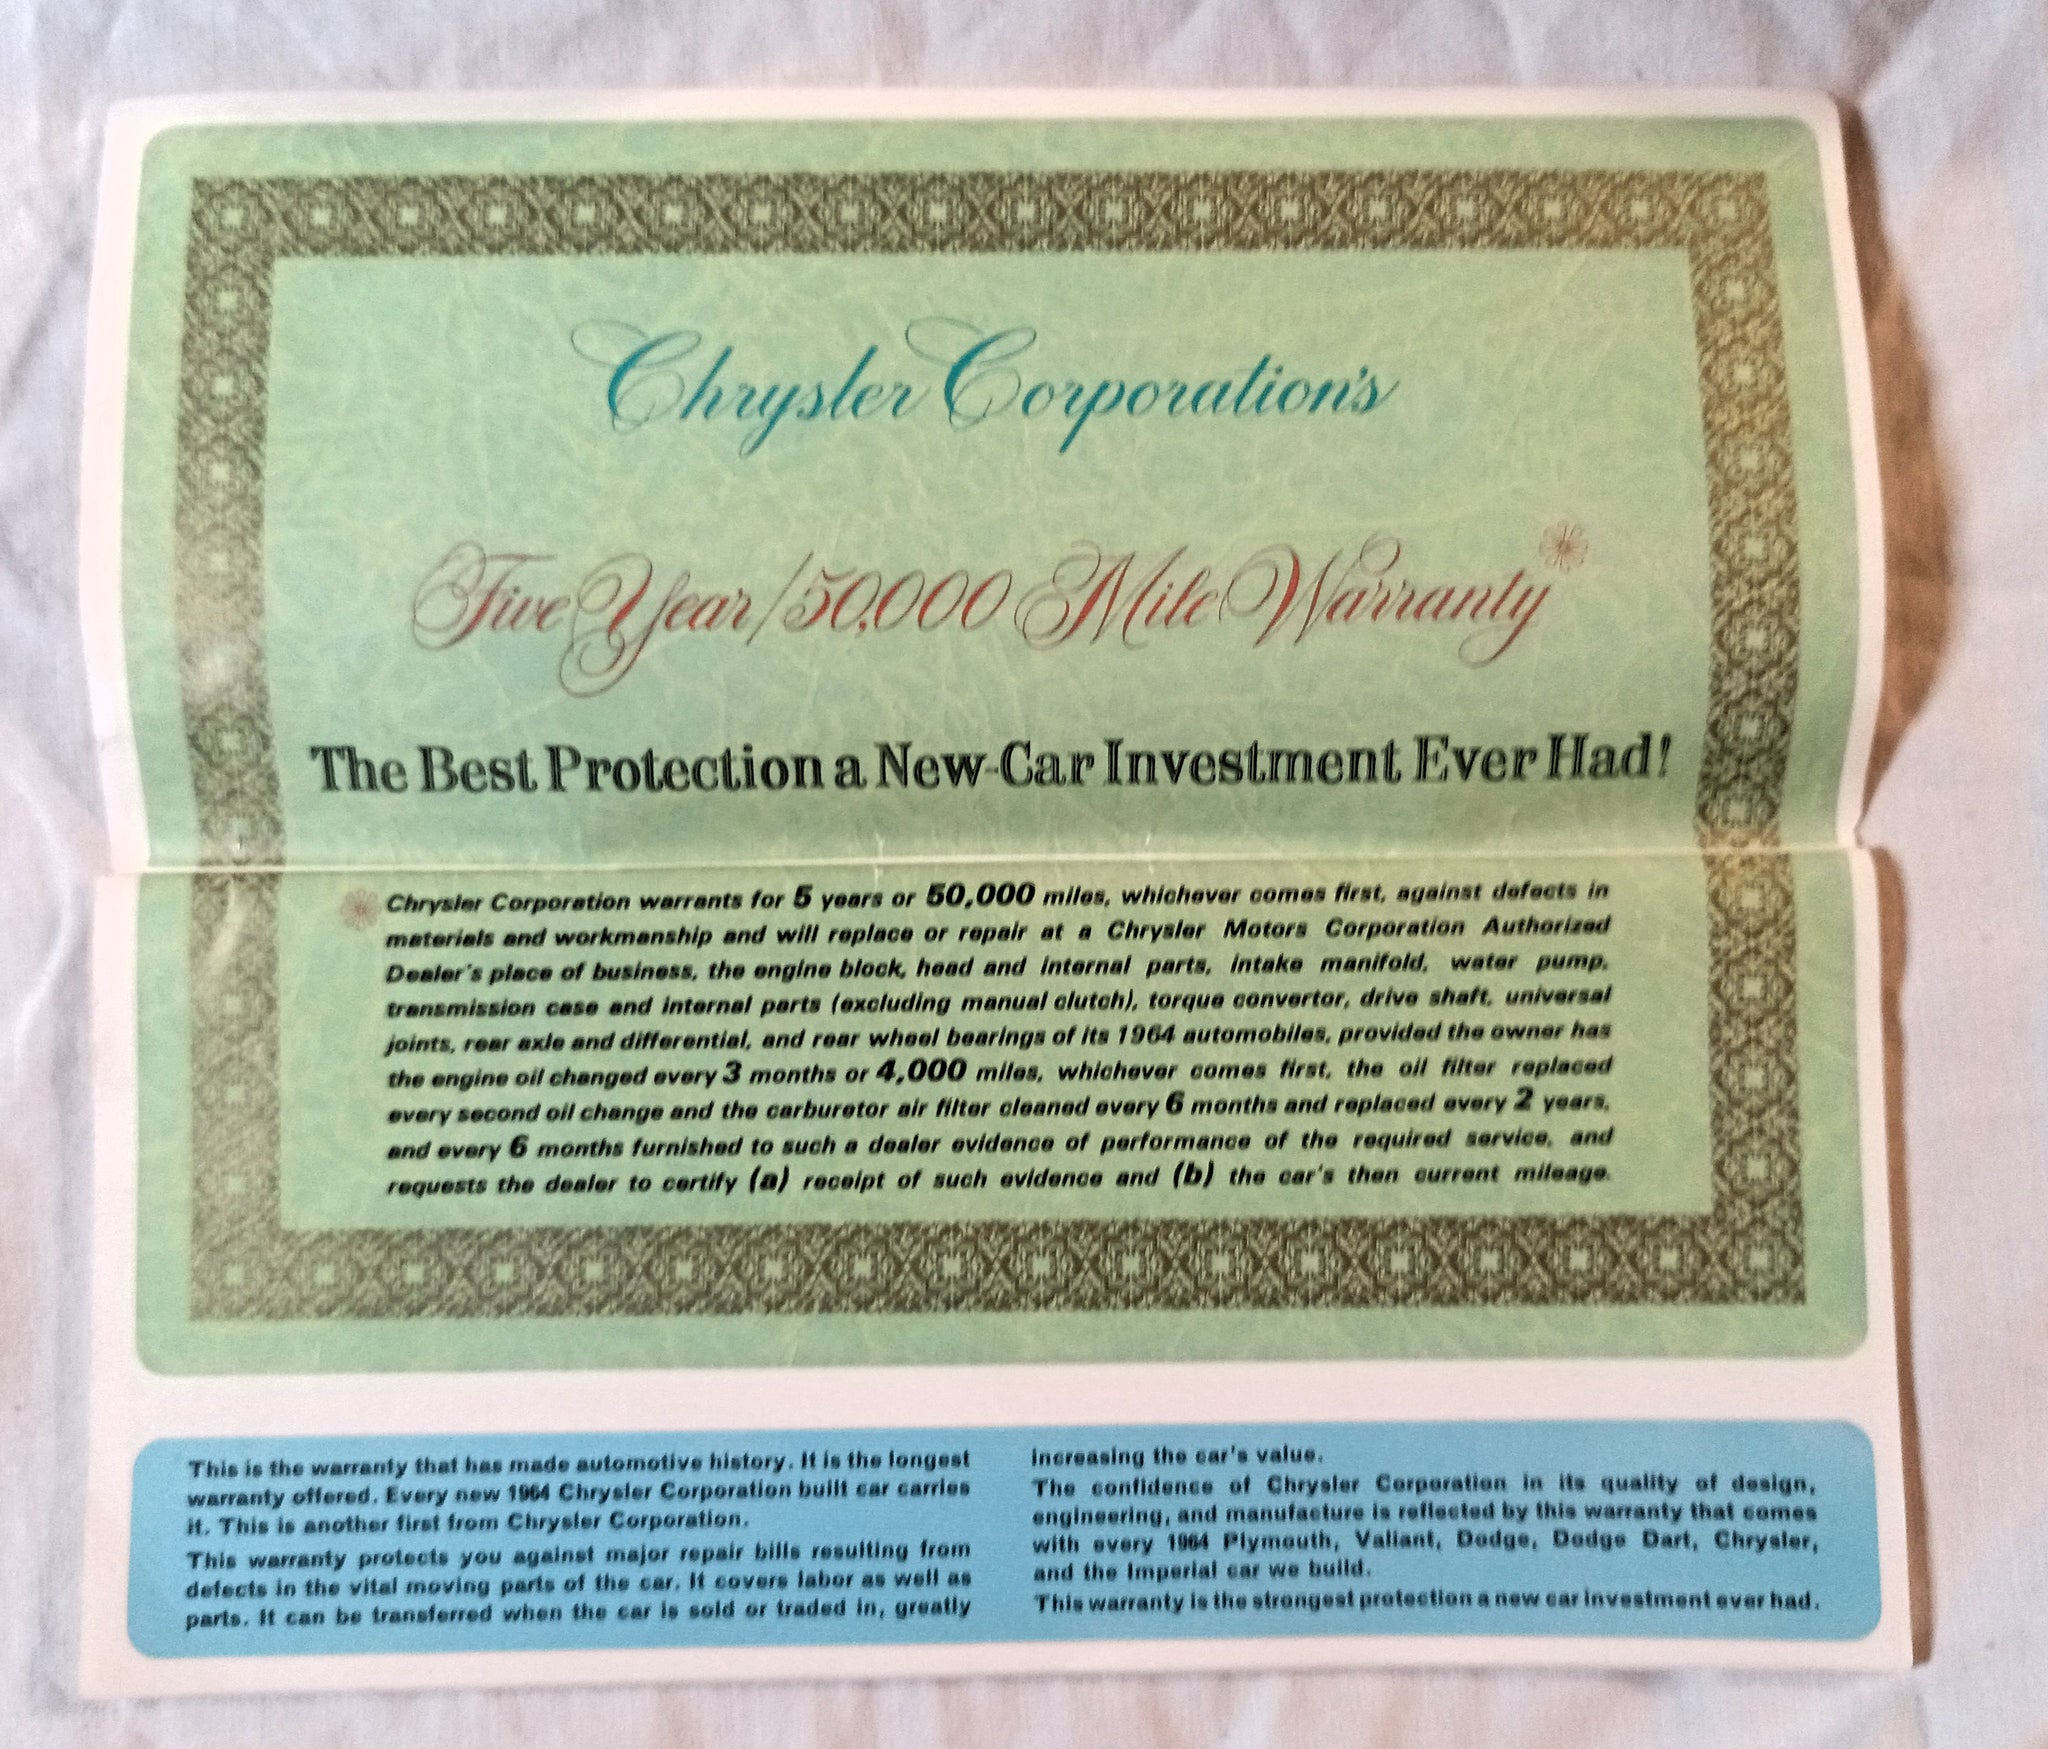 Chrysler Corporation's
Five Year/50,000 Mile Warranty*
The Best Protection a New-Car Investment Ever Had!
* Chrysler Corporation warrants for 5 years or 50,000 miles, whichever comes first, against defects in
materials and workmanship and will replace or repair at a Chrysler Motors Corporation Authorized
Dealer's place of business, the engine block, head and internal parts, intake manifold, water pump,
transmission case and internal parts (excluding manual clutch), torque convertor, drive shaft, universal
joints, rear axle and differential, and rear wheel bearings of its 1964 automobiles, provided the owner has
the engine oil changed every 3 months or 4,000 miles, whichever comes first, the oil filter replaced
every second oil change and the carburetor air filter cleaned every 6 months and replaced every 2 years,
and every 6 months furnished to such a dealer evidence of performance of the required service, and
requests the dealer to certify (a) receipt of such evidence and (b) the car's then current mileage.
This is the warranty that has made automotive history. It is the longest
warranty offered. Every new 1964 Chrysler Corporation built car carries
it. This is another first from Chrysler Corporation.
This warranty protects you against major repair bills resulting from
defects in the vital moving parts of the car. It covers labor as well as
parts. It can be transferred when the car is sold or traded in, greatly
increasing the car's value.
The confidence of Chrysler Corporation in its quality of design,
engineering, and manufacture is reflected by this warranty that comes
with every 1964 Plymouth, Valiant, Dodge, Dodge Dart, Chrysler,
and the Imperial car we build.
This warranty is the strongest protection a new car investment ever had.